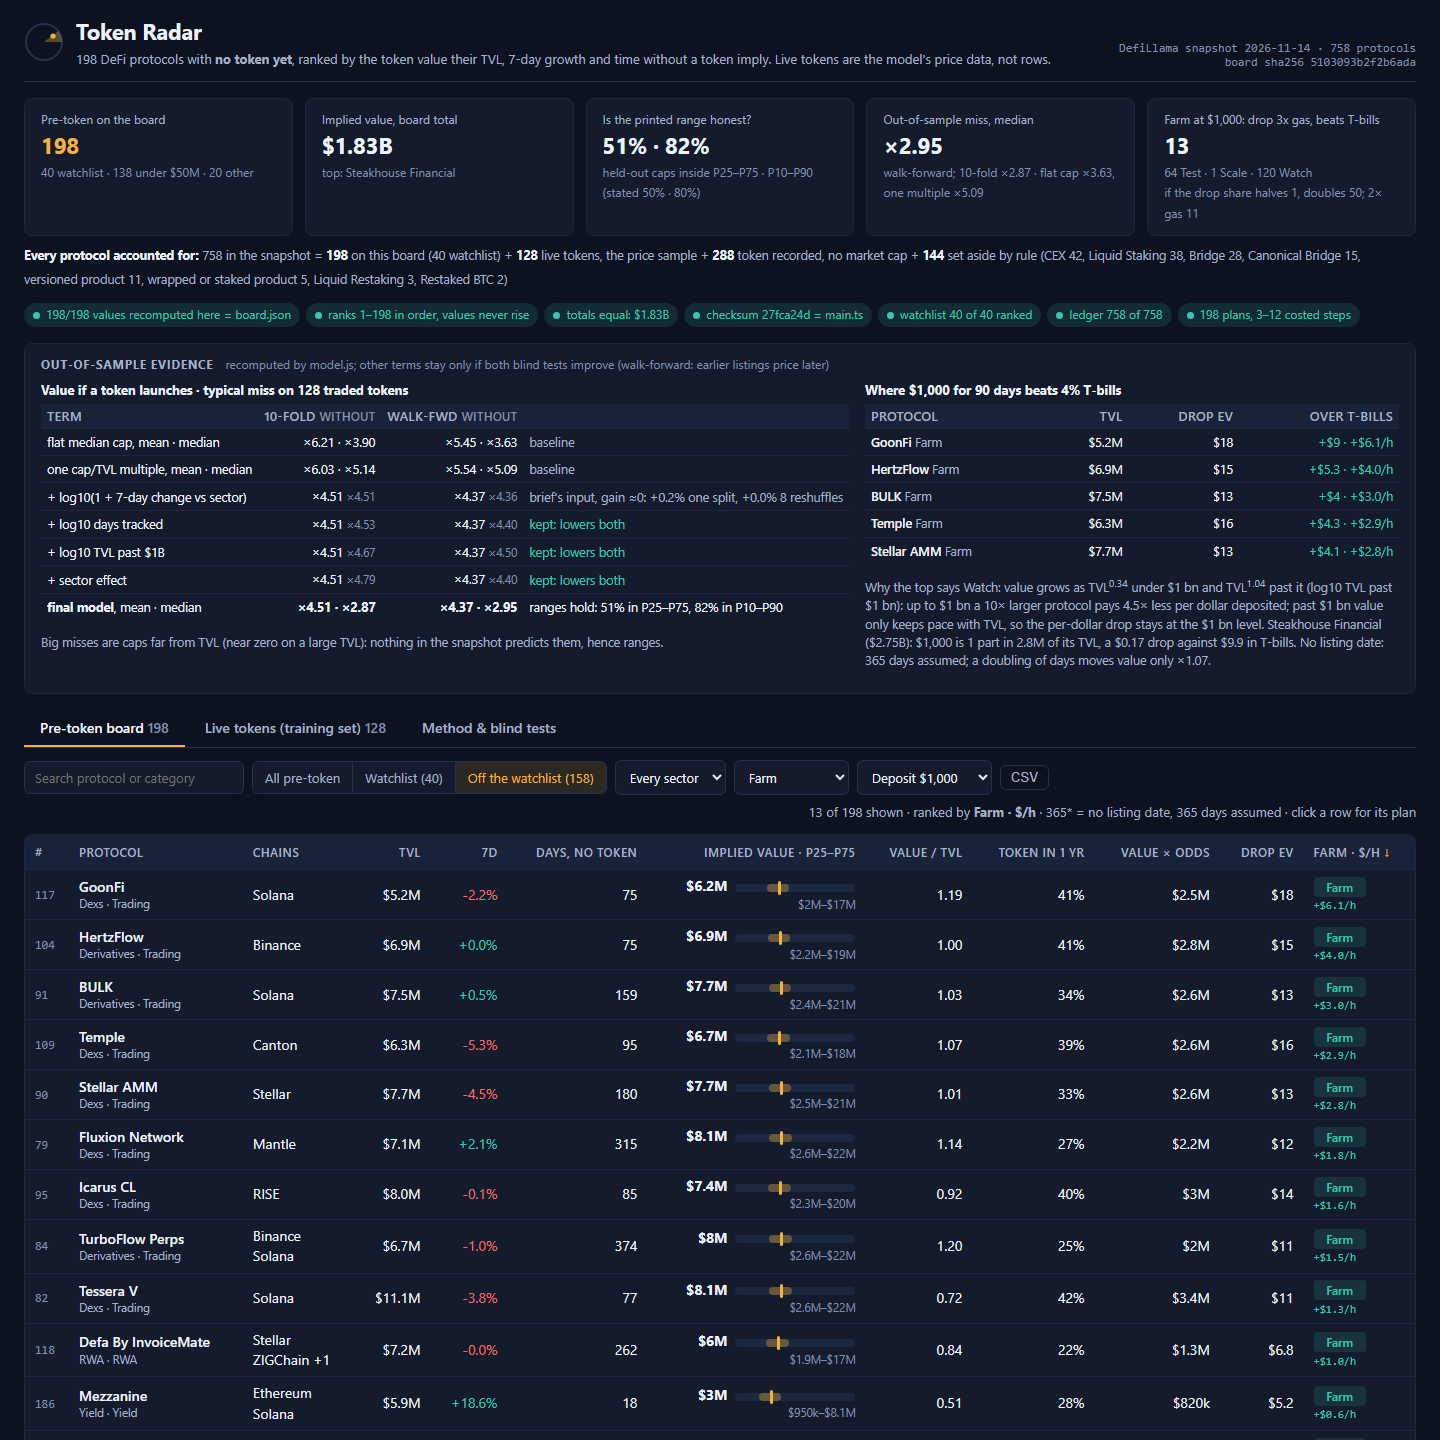 Token Radar
198 DeFi protocols with no token yet, ranked by the token value their TVL, 7-day growth and time without a token imply. Live tokens are the model's price data, not rows.
DefiLlama snapshot 2026-11-14 · 758 protocols
board sha256 5103093b2f2b6ada
Pre-token on the board
198
40 watchlist · 138 under $50M · 20 other
Implied value, board total
$1.83B
top: Steakhouse Financial
Is the printed range honest?
51% · 82%
held-out caps inside P25–P75 · P10–P90
(stated 50% · 80%)
Out-of-sample miss, median
×2.95
walk-forward; 10-fold ×2.87 · flat cap ×3.63,
one multiple ×5.09
Farm at $1,000: drop 3x gas, beats T-bills
13
64 Test · 1 Scale · 120 Watch
if the drop share halves 1, doubles 50; 2×
gas 11
Every protocol accounted for: 758 in the snapshot = 198 on this board (40 watchlist) + 128 live tokens, the price sample + 288 token recorded, no market cap + 144 set aside by rule (CEX 42, Liquid Staking 38, Bridge 28, Canonical Bridge 15,
versioned product 11, wrapped or staked product 5, Liquid Restaking 3, Restaked BTC 2)
198/198 values recomputed here = board.json
ranks 1–198 in order, values never rise
totals equal: $1.83B
checksum 27fca24d = main.ts
watchlist 40 of 40 ranked
ledger 758 of 758
198 plans, 3–12 costed steps
OUT-OF-SAMPLE EVIDENCE recomputed by model.js; other terms stay only if both blind tests improve (walk-forward: earlier listings price later)
Value if a token launches · typical miss on 128 traded tokens
TERM 10-FOLD WITHOUT WALK-FWD WITHOUT
flat median cap, mean · median ×6.21 · ×3.90 ×5.45 · ×3.63 baseline
one cap/TVL multiple, mean · median ×6.03 · ×5.14 ×5.54 · ×5.09 baseline
+ log10(1 + 7-day change vs sector) ×4.51 ×4.51 ×4.37 ×4.36 brief's input, gain ≈0: +0.2% one split, +0.0% 8 reshuffles
+ log10 days tracked ×4.51 ×4.53 ×4.37 ×4.40 kept: lowers both
+ log10 TVL past $1B ×4.51 ×4.67 ×4.37 ×4.50 kept: lowers both
+ sector effect ×4.51 ×4.79 ×4.37 ×4.40 kept: lowers both
final model, mean · median ×4.51 · ×2.87 ×4.37 · ×2.95 ranges hold: 51% in P25–P75, 82% in P10–P90
Big misses are caps far from TVL (near zero on a large TVL): nothing in the snapshot predicts them, hence ranges.
Where $1,000 for 90 days beats 4% T-bills
PROTOCOL TVL DROP EV OVER T-BILLS
GoonFi Farm $5.2M $18 +$9 · +$6.1/h
HertzFlow Farm $6.9M $15 +$5.3 · +$4.0/h
BULK Farm $7.5M $13 +$4 · +$3.0/h
Temple Farm $6.3M $16 +$4.3 · +$2.9/h
Stellar AMM Farm $7.7M $13 +$4.1 · +$2.8/h
Why the top says Watch: value grows as TVL0.34 under $1 bn and TVL1.04 past it (log10 TVL past
$1 bn): up to $1 bn a 10× larger protocol pays 4.5× less per dollar deposited; past $1 bn value
only keeps pace with TVL, so the per-dollar drop stays at the $1 bn level. Steakhouse Financial
($2.75B): $1,000 is 1 part in 2.8M of its TVL, a $0.17 drop against $9.9 in T-bills. No listing date:
365 days assumed; a doubling of days moves value only ×1.07.
Pre-token board 198
Live tokens (training set) 128
Method & blind tests
Search protocol or category
All pre-token
Watchlist (40)
Off the watchlist (158)
Every sector
Farm
Deposit $1,000
CSV
13 of 198 shown · ranked by Farm · $/h · 365* = no listing date, 365 days assumed · click a row for its plan
# PROTOCOL CHAINS TVL 7D DAYS, NO TOKEN IMPLIED VALUE · P25–P75 VALUE / TVL TOKEN IN 1 YR VALUE × ODDS DROP EV FARM · $/H ↓
117 GoonFi Solana $5.2M -2.2% 75 $6.2M 1.19 41% $2.5M $18 Farm
Dexs · Trading $2M–$17M +$6.1/h
104 HertzFlow Binance $6.9M +0.0% 75 $6.9M 1.00 41% $2.8M $15 Farm
Derivatives · Trading $2.2M–$19M +$4.0/h
91 BULK Solana $7.5M +0.5% 159 $7.7M 1.03 34% $2.6M $13 Farm
Derivatives · Trading $2.4M–$21M +$3.0/h
109 Temple Canton $6.3M -5.3% 95 $6.7M 1.07 39% $2.6M $16 Farm
Dexs · Trading $2.1M–$18M +$2.9/h
90 Stellar AMM Stellar $7.7M -4.5% 180 $7.7M 1.01 33% $2.6M $13 Farm
Dexs · Trading $2.5M–$21M +$2.8/h
79 Fluxion Network Mantle $7.1M +2.1% 315 $8.1M 1.14 27% $2.2M $12 Farm
Dexs · Trading $2.6M–$22M +$1.8/h
95 Icarus CL RISE $8.0M -0.1% 85 $7.4M 0.92 40% $3M $14 Farm
Dexs · Trading $2.3M–$20M +$1.6/h
84 TurboFlow Perps Binance $6.7M -1.0% 374 $8M 1.20 25% $2M $11 Farm
Derivatives · Trading Solana $2.6M–$22M +$1.5/h
82 Tessera V Solana $11.1M -3.8% 77 $8.1M 0.72 42% $3.4M $11 Farm
Dexs · Trading $2.6M–$22M +$1.3/h
118 Defa By InvoiceMate Stellar $7.2M -0.0% 262 $6M 0.84 22% $1.3M $6.8 Farm
RWA · RWA ZIGChain +1 $1.9M–$17M +$1.0/h
186 Mezzanine Ethereum $5.9M +18.6% 18 $3M 0.51 28% $820k $5.2 Farm
Yield · Yield Solana $950k–$8.1M +$0.6/h